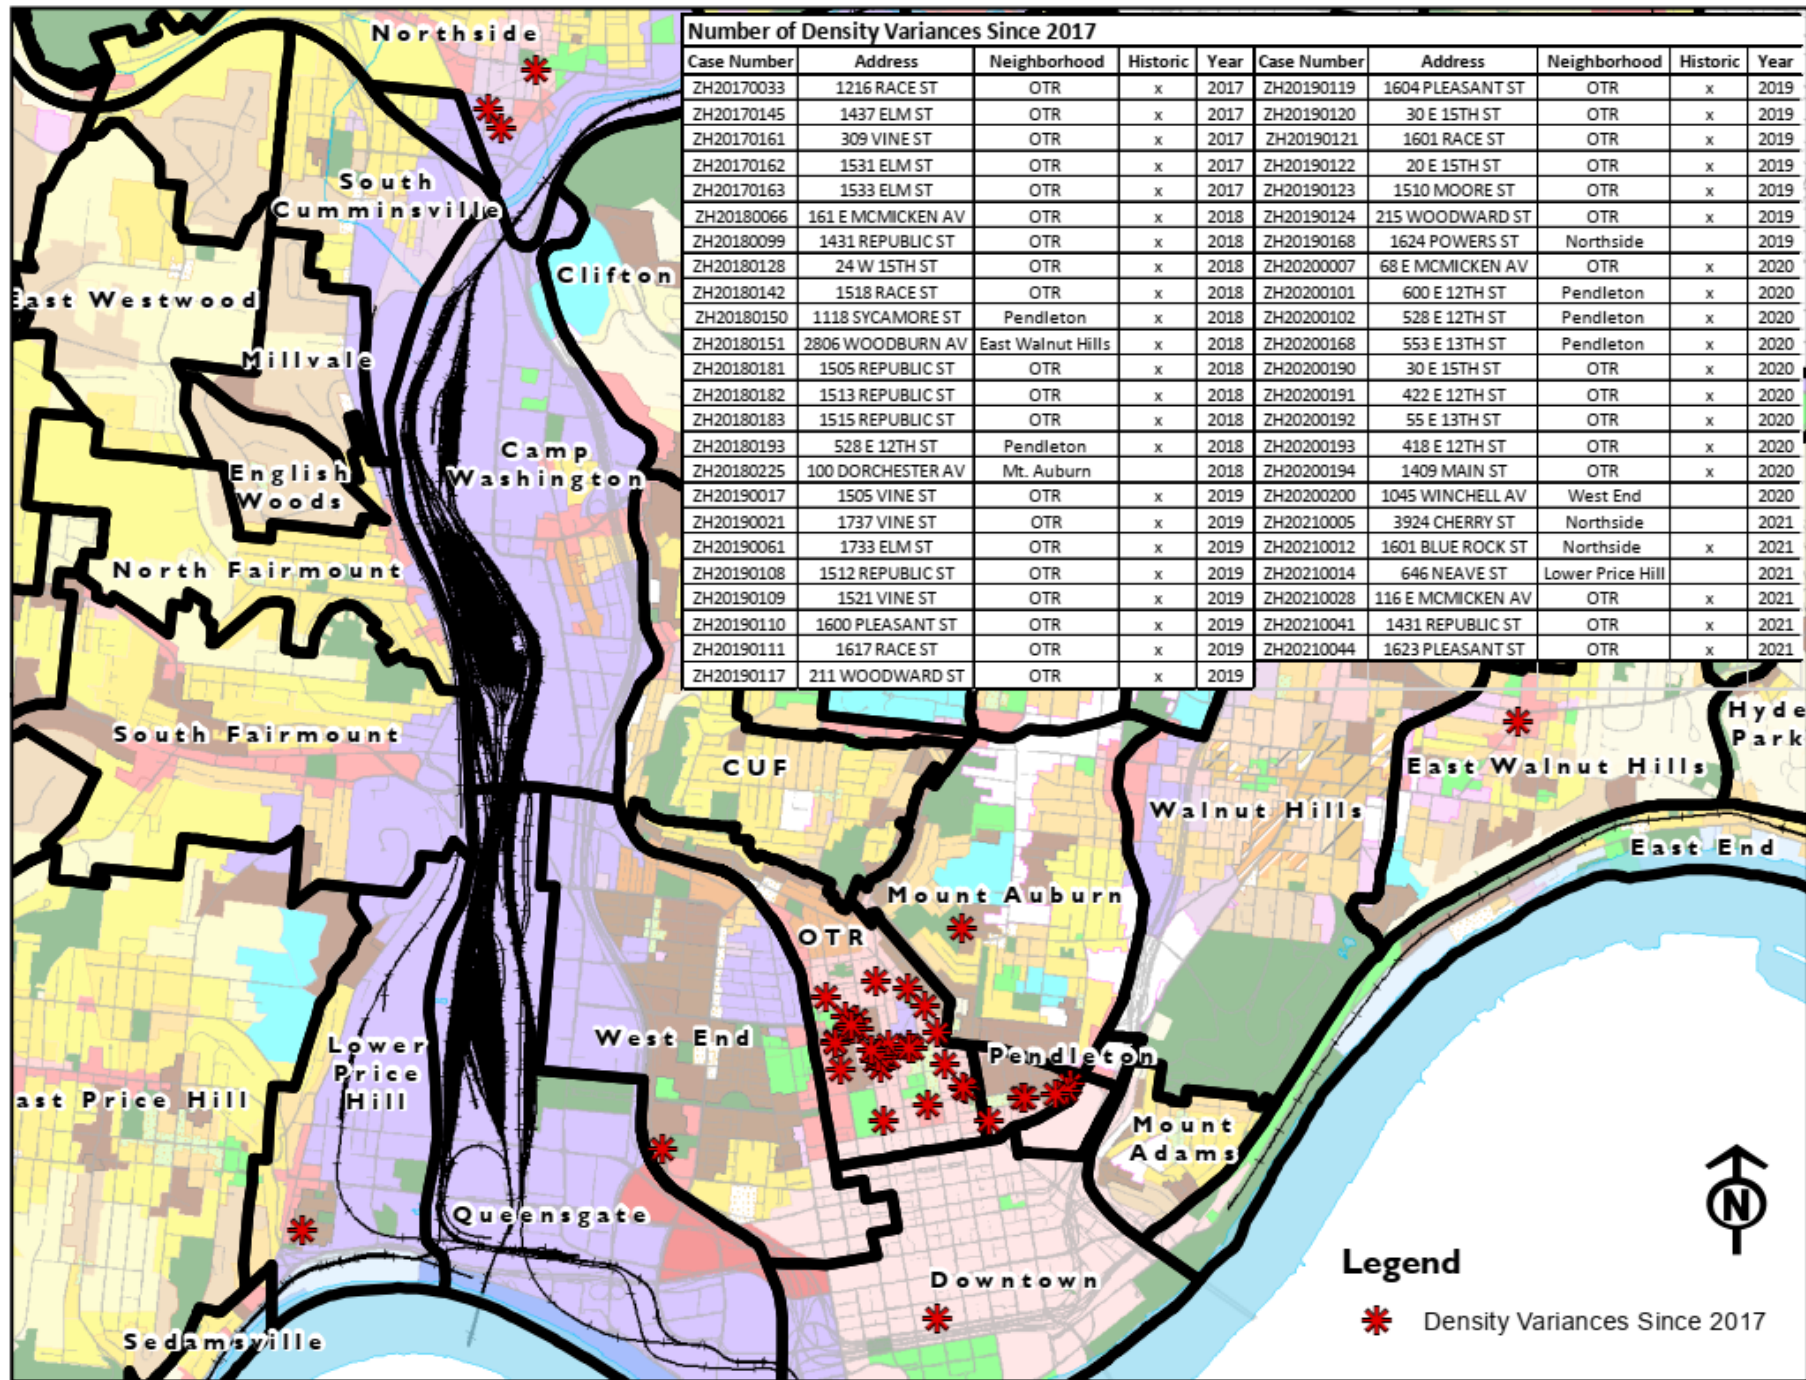 Number of Density Variances Since 2017
Case Number Address Neighborhood Historic Year Case Number Address Neighborhood Historic Year
ZH20170033 1216 RACE ST OTR x 2017 ZH20190119 1604 PLEASANT ST OTR x 2019
ZH20170145 1437 ELM ST OTR x 2017 ZH20190120 30 E 15TH ST OTR x 2019
ZH20170161 309 VINE ST OTR x 2017 ZH20190121 1601 RACE ST OTR x 2019
ZH20170162 1531 ELM ST OTR x 2017 ZH20190122 20 E 15TH ST OTR x 2019
ZH20170163 1533 ELM ST OTR x 2017 ZH20190123 1510 MOORE ST OTR x 2019
ZH20180066 161 E MCMICKEN AV OTR x 2018 ZH20190124 215 WOODWARD ST OTR x 2019
ZH20180099 1431 REPUBLIC ST OTR x 2018 ZH20190168 1624 POWERS ST Northside 2019
ZH20180128 24 W 15TH ST OTR x 2018 ZH20200007 68 E MCMICKEN AV OTR x 2020
ZH20180142 1518 RACE ST OTR x 2018 ZH20200101 600 E 12TH ST Pendleton x 2020
ZH20180150 1118 SYCAMORE ST Pendleton x 2018 ZH20200102 528 E 12TH ST Pendleton x 2020
ZH20180151 2806 WOODBURN AV East Walnut Hills x 2018 ZH20200168 553 E 13TH ST Pendleton x 2020
ZH20180181 1505 REPUBLIC ST OTR x 2018 ZH20200190 30 E 15TH ST OTR x 2020
ZH20180182 1513 REPUBLIC ST OTR x 2018 ZH20200191 422 E 12TH ST OTR x 2020
ZH20180183 1515 REPUBLIC ST OTR x 2018 ZH20200192 55 E 13TH ST OTR x 2020
ZH20180193 528 E 12TH ST Pendleton x 2018 ZH20200193 418 E 12TH ST OTR x 2020
ZH20180225 100 DORCHESTER AV Mt. Auburn 2018 ZH20200194 1409 MAIN ST OTR x 2020
ZH20190017 1505 VINE ST OTR x 2019 ZH20200200 1045 WINCHELL AV West End 2020
ZH20190021 1737 VINE ST OTR x 2019 ZH20210005 3924 CHERRY ST Northside 2021
ZH20190061 1733 ELM ST OTR x 2019 ZH20210012 1601 BLUE ROCK ST Northside x 2021
ZH20190108 1512 REPUBLIC ST OTR x 2019 ZH20210014 646 NEAVE ST Lower Price Hill 2021
ZH20190109 1521 VINE ST OTR x 2019 ZH20210028 116 E MCMICKEN AV OTR x 2021
ZH20190110 1600 PLEASANT ST OTR x 2019 ZH20210041 1431 REPUBLIC ST OTR x 2021
ZH20190111 1617 RACE ST OTR x 2019 ZH20210044 1623 PLEASANT ST OTR x 2021
ZH20190117 211 WOODWARD ST OTR x 2019
Northside
South
Cumminsville
Clifton
East Westwood
Millvale
Camp
Washington
English
Woods
North Fairmount
South Fairmount
CUF
Hyde
Park
East Walnut Hills
Walnut Hills
East End
Mount Auburn
OTR
West End
Lower
Price
Hill
Pendleton
ast Price Hill
Mount
Adams
Queensgate
Downtown
Sedamsville
N
Legend
Density Variances Since 2017